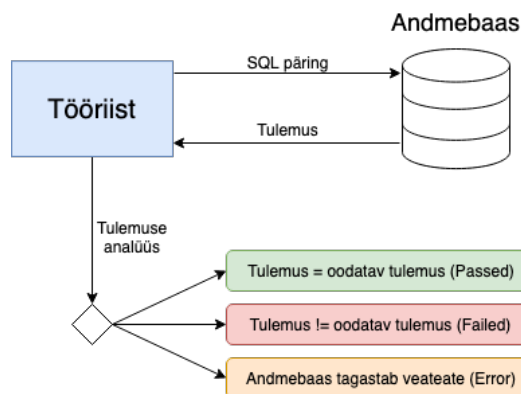 Andmebaas
SQL päring
Tööriist
Tulemus
Tulemuse
analüüs
Tulemus = oodatav tulemus (Passed)
Tulemus != oodatav tulemus (Failed)
Andmebaas tagastab veateate (Error)